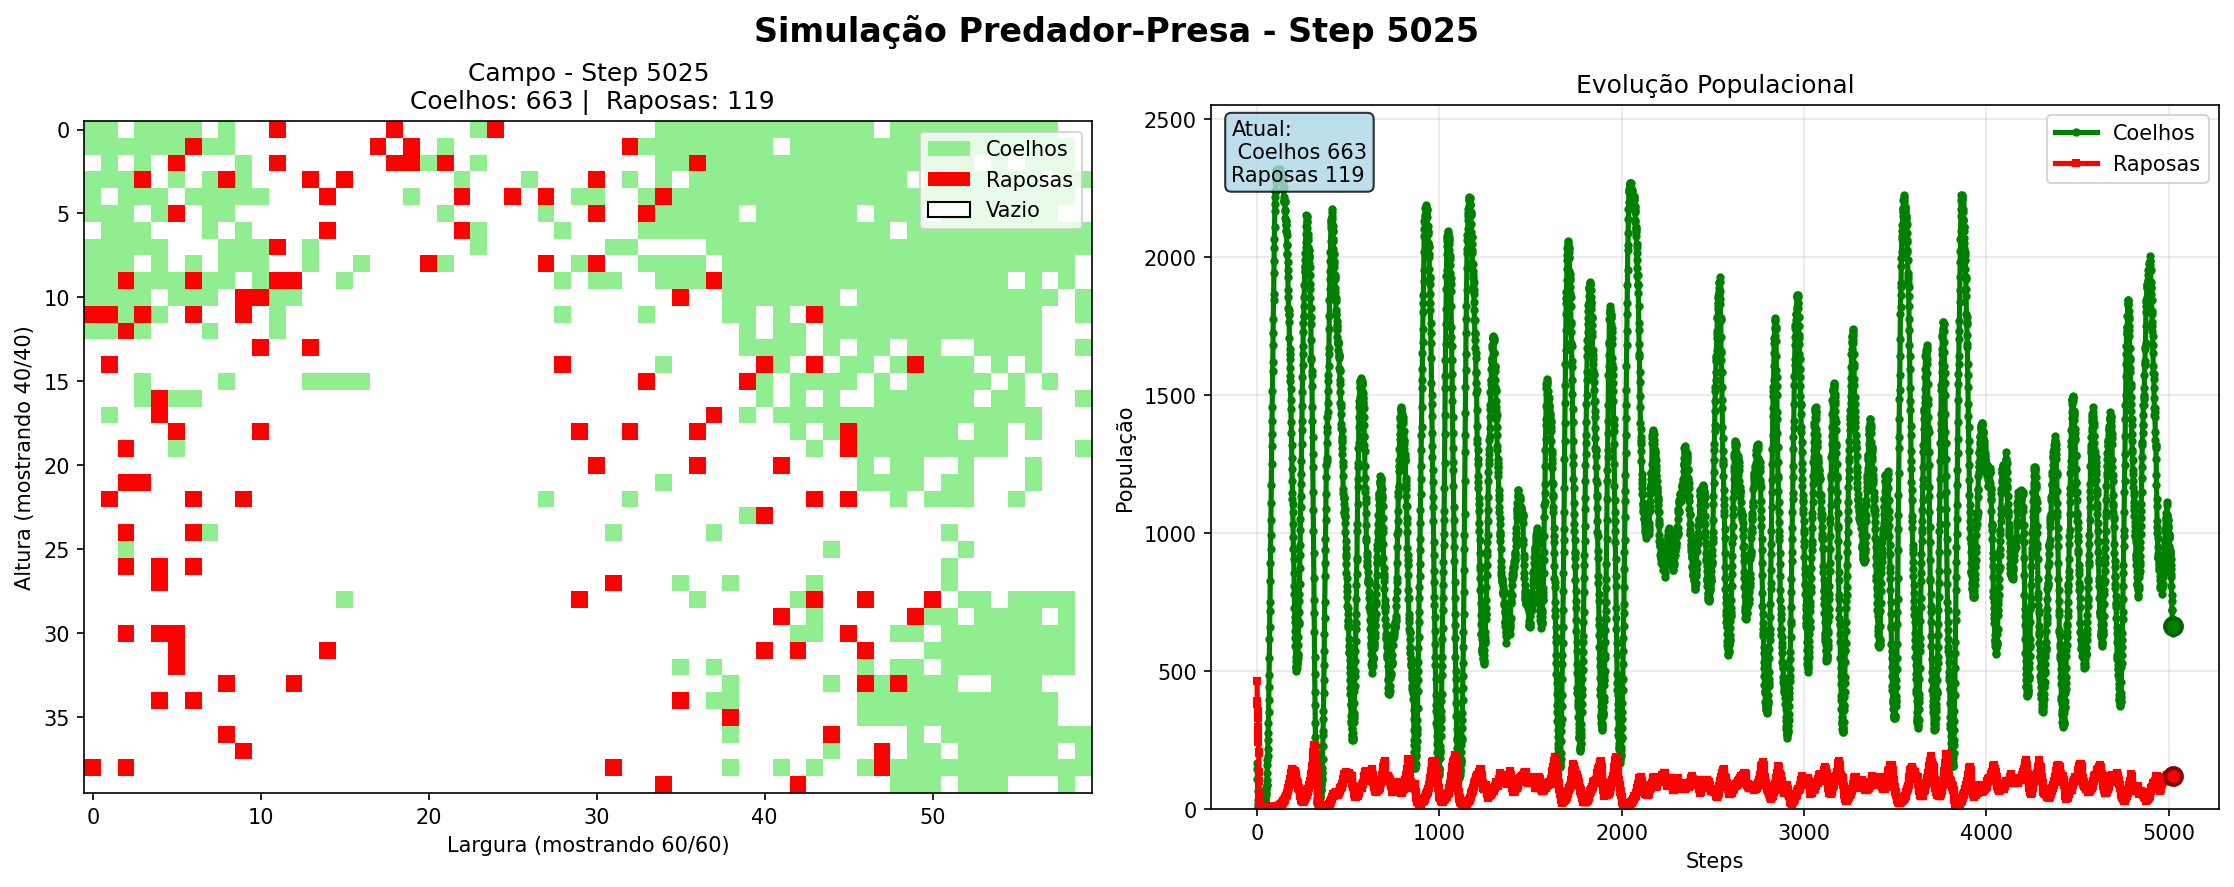 Simulação Predador-Presa - Step 5025
Campo - Step 5025
Coelhos: 663 |  Raposas: 119
Coelhos
Raposas
Vazio
0
5
10
15
20
25
30
35
Altura (mostrando 40/40)
0
10
20
30
40
50
Largura (mostrando 60/60)
Evolução Populacional
Atual:
Coelhos 663
Raposas 119
Coelhos
Raposas
2500
2000
1500
1000
500
0
População
0
1000
2000
3000
4000
5000
Steps